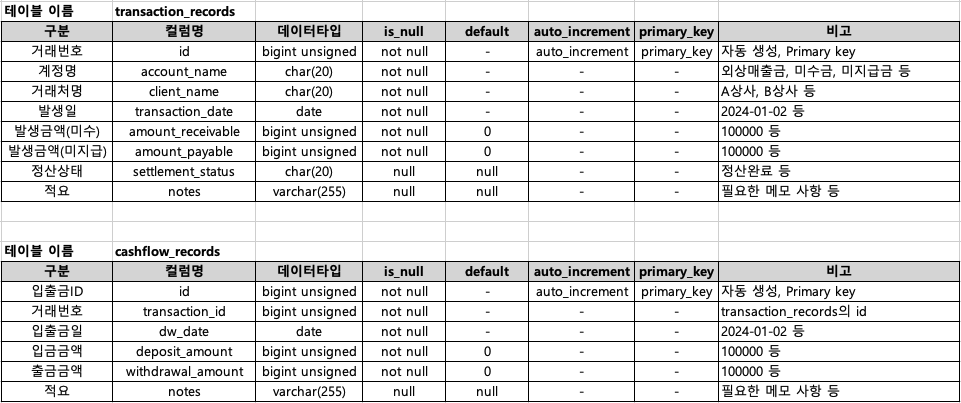 테이블 이름 transaction_records
구분 컬럼명 데이터타입 is_null default auto_increment primary_key 비고
거래번호 id bigint unsigned not null - auto_increment primary_key 자동 생성, Primary key
계정명 account_name char(20) not null - - - 외상매출금, 미수금, 미지급금 등
거래처명 client_name char(20) not null - - - A상사, B상사 등
발생일 transaction_date date not null - - - 2024-01-02 등
발생금액(미수) amount_receivable bigint unsigned not null 0 - - 100000 등
발생금액(미지급) amount_payable bigint unsigned not null 0 - - 100000 등
정산상태 settlement_status char(20) null null - - 정산완료 등
적요 notes varchar(255) null null - - 필요한 메모 사항 등
테이블 이름 cashflow_records
구분 컬럼명 데이터타입 is_null default auto_increment primary_key 비고
입출금ID id bigint unsigned not null - auto_increment primary_key 자동 생성, Primary key
거래번호 transaction_id bigint unsigned not null - - - transaction_records의 id
입출금일 dw_date date not null - - - 2024-01-02 등
입금금액 deposit_amount bigint unsigned not null 0 - - 100000 등
출금금액 withdrawal_amount bigint unsigned not null 0 - - 100000 등
적요 notes varchar(255) null null - - 필요한 메모 사항 등